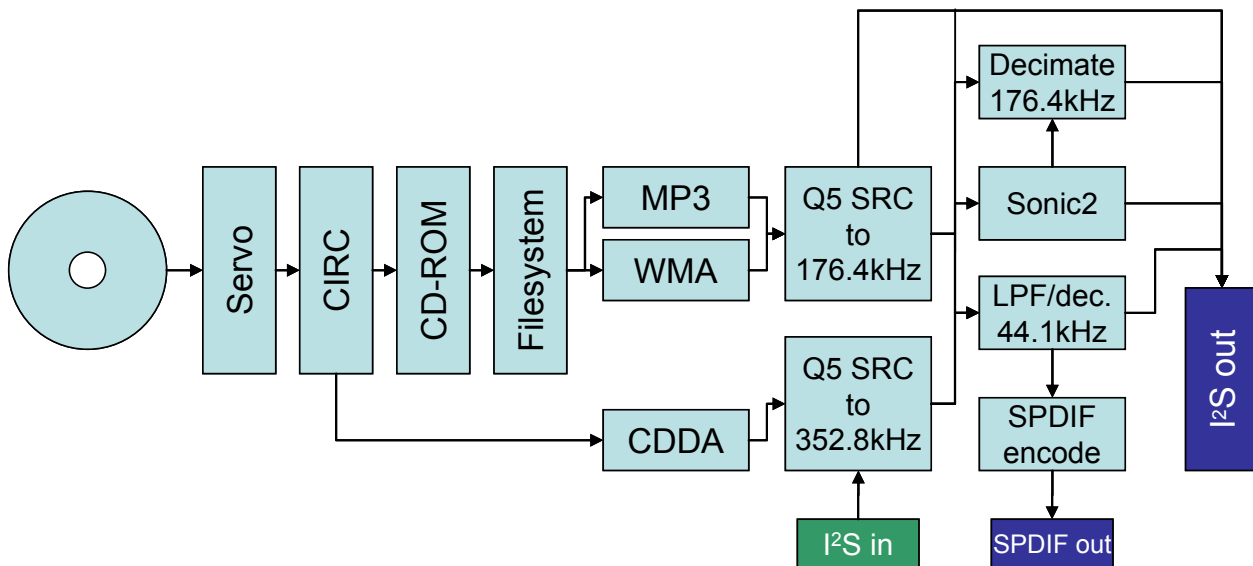 Servo
CIRC
CD-ROM
Filesystem
MP3
WMA
CDDA
Q5 SRC
to
176.4kHz
Q5 SRC
to
352.8kHz
I²S in
Decimate
176.4kHz
Sonic2
LPF/dec.
44.1kHz
SPDIF
encode
SPDIF out
I²S out